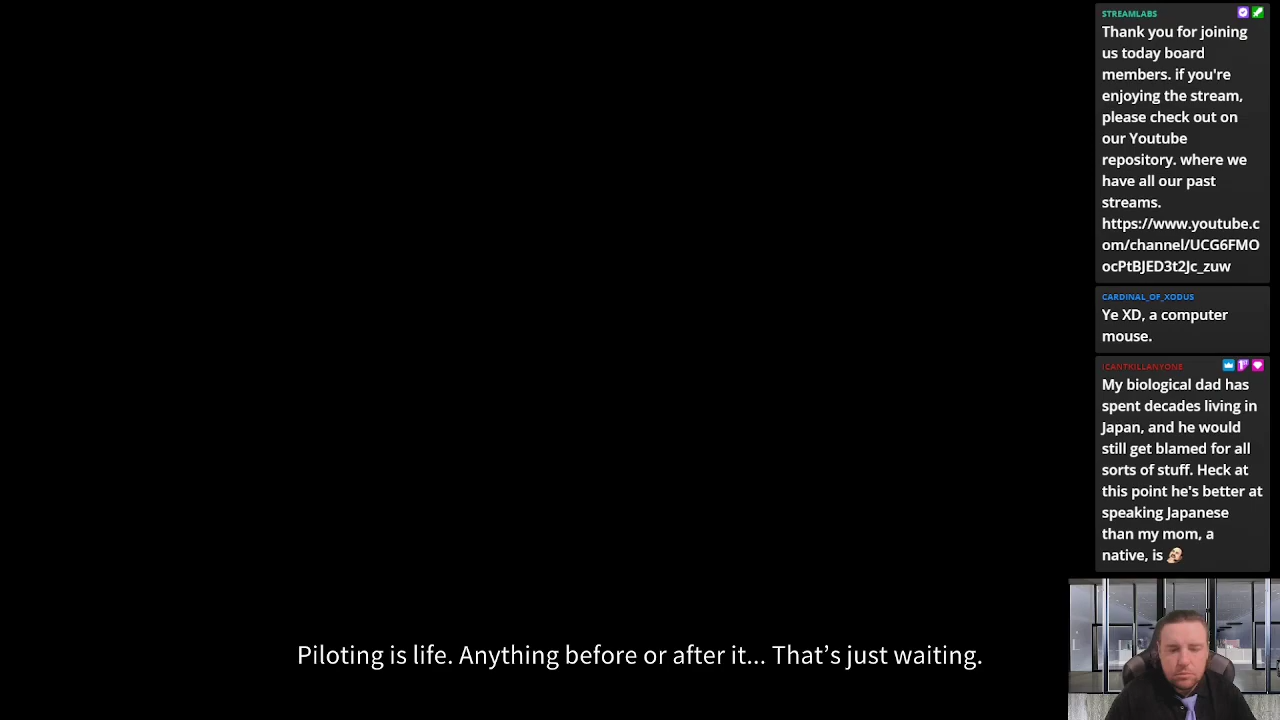 STREAMLABS
Thank you for joining
us today board
members. if you're
enjoying the stream,
please check out on
our Youtube
repository. where we
have all our past
streams.
https://www.youtube.c
om/channel/UCG6FMO
ocPtBJED3t2Jc_zuw
CARDINAL_OF_XODUS
Ye XD, a computer
mouse.
ICANTKILLANYONE
My biological dad has
spent decades living in
Japan, and he would
still get blamed for all
sorts of stuff. Heck at
this point he's better at
speaking Japanese
than my mom, a
native, is
Piloting is life. Anything before or after it... That’s just waiting.